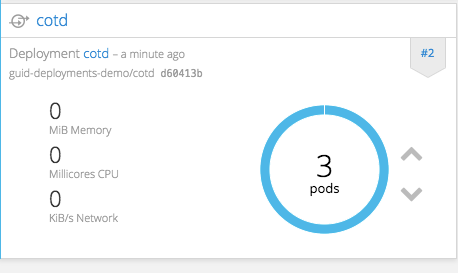 cotd
Deployment cotd – a minute ago
#2
guid-deployments-demo/cotd d60413b
0
MiB Memory
0
Millicores CPU
0
KiB/s Network
3
pods